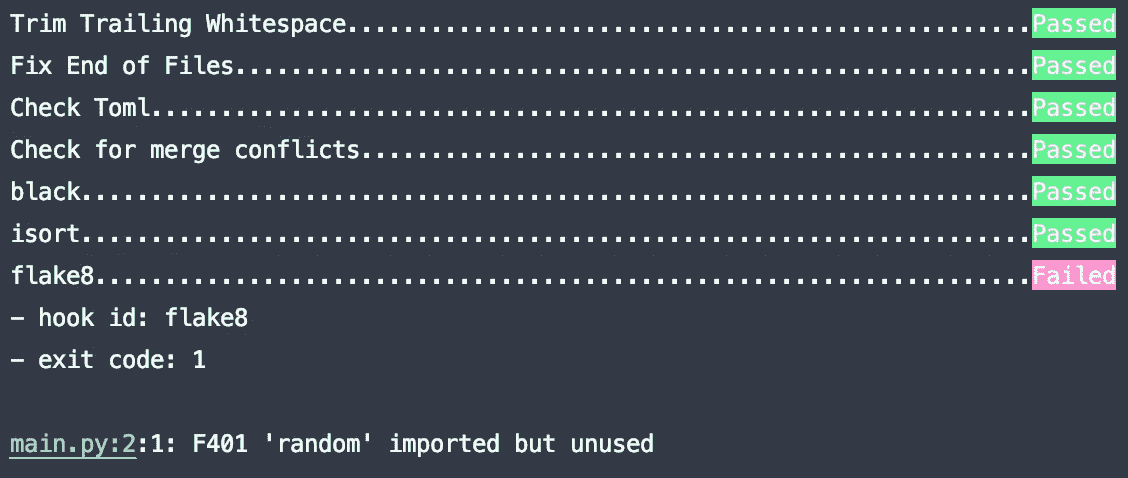 Trim Trailing Whitespace.................................................Passed
Fix End of Files.........................................................Passed
Check Toml...............................................................Passed
Check for merge conflicts................................................Passed
black....................................................................Passed
isort....................................................................Passed
flake8...................................................................Failed
- hook id: flake8
- exit code: 1
main.py:2:1: F401 'random' imported but unused